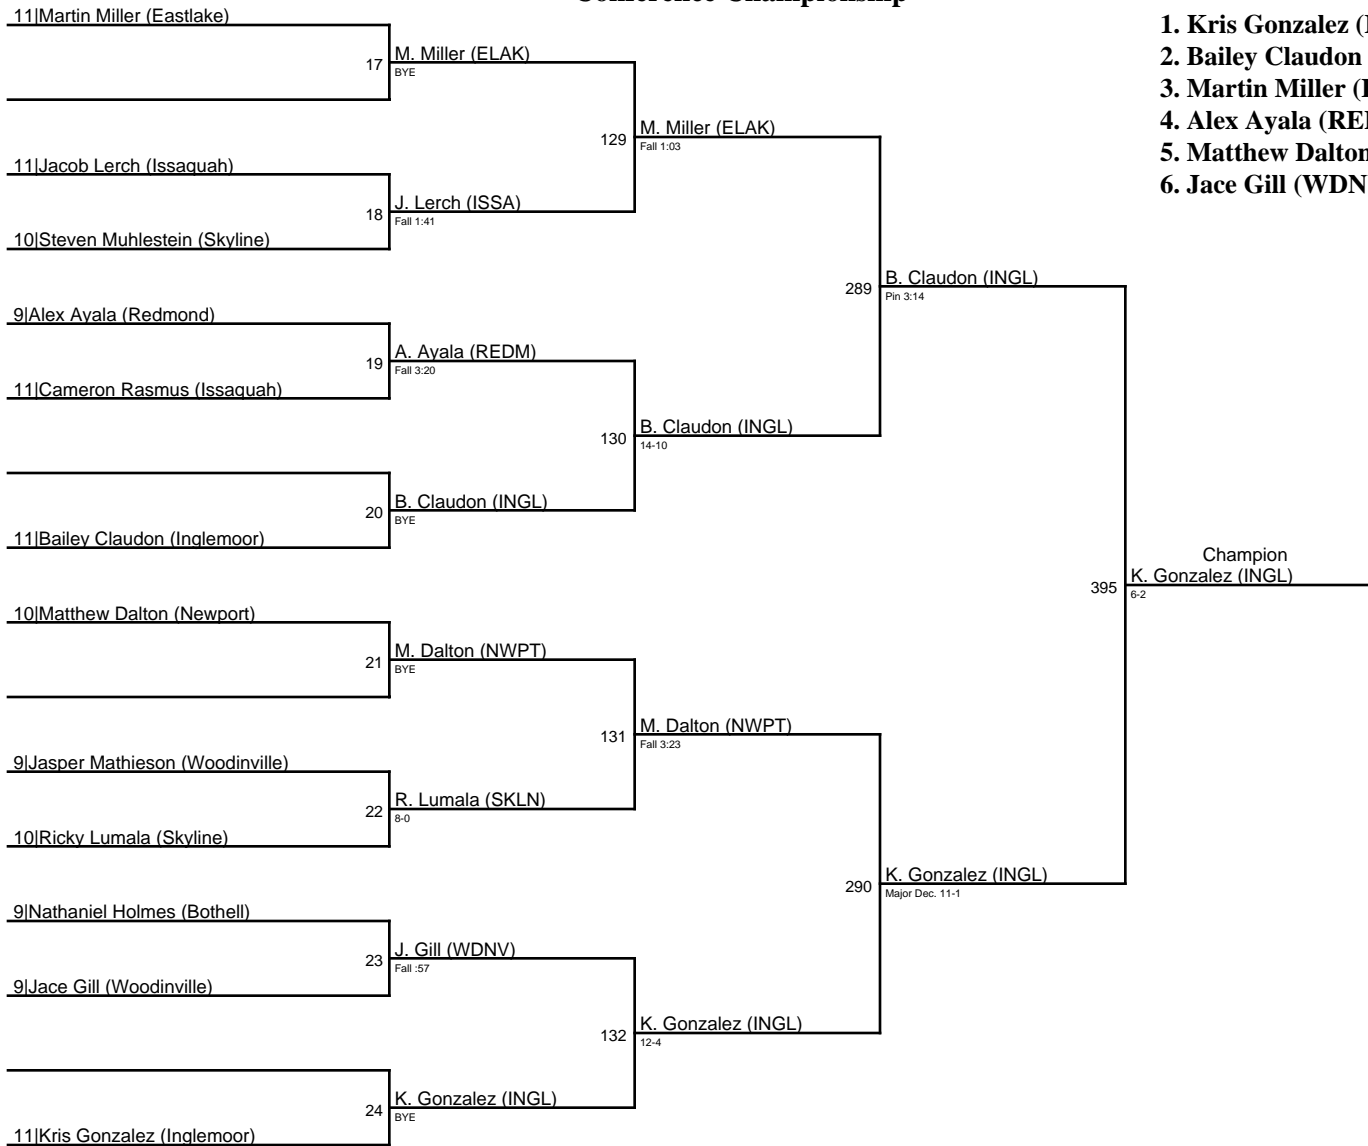 Conference Championship
1. Kris Gonzalez (
2. Bailey Claudon
3. Martin Miller (
4. Alex Ayala (RE
5. Matthew Dalton
6. Jace Gill (WDN
11|Martin Miller (Eastlake)
17
M. Miller (ELAK)
BYE
129
M. Miller (ELAK)
Fall 1:03
11|Jacob Lerch (Issaquah)
18
J. Lerch (ISSA)
Fall 1:41
10|Steven Muhlestein (Skyline)
289
B. Claudon (INGL)
Pin 3:14
9|Alex Ayala (Redmond)
19
A. Ayala (REDM)
Fall 3:20
11|Cameron Rasmus (Issaquah)
130
B. Claudon (INGL)
14-10
20
B. Claudon (INGL)
BYE
11|Bailey Claudon (Inglemoor)
Champion
395
K. Gonzalez (INGL)
6-2
10|Matthew Dalton (Newport)
21
M. Dalton (NWPT)
BYE
131
M. Dalton (NWPT)
Fall 3:23
9|Jasper Mathieson (Woodinville)
22
R. Lumala (SKLN)
8-0
10|Ricky Lumala (Skyline)
290
K. Gonzalez (INGL)
Major Dec. 11-1
9|Nathaniel Holmes (Bothell)
23
J. Gill (WDNV)
Fall :57
9|Jace Gill (Woodinville)
132
K. Gonzalez (INGL)
12-4
24
K. Gonzalez (INGL)
BYE
11|Kris Gonzalez (Inglemoor)